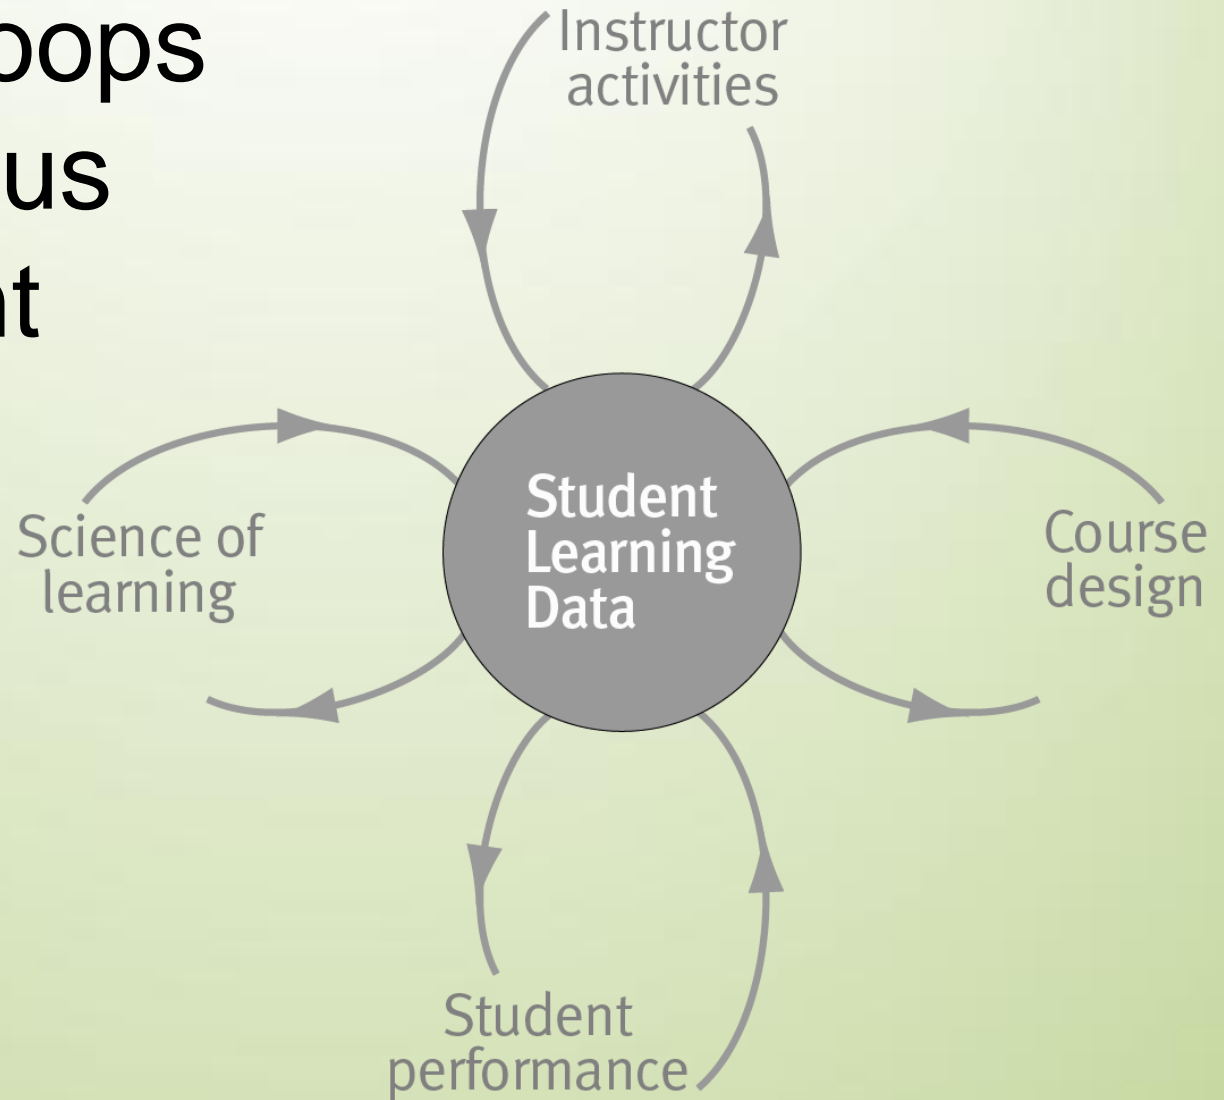 oops
us
nt
Instructor
activities
Science of
learning
Student
Learning
Data
Course
design
Student
performance